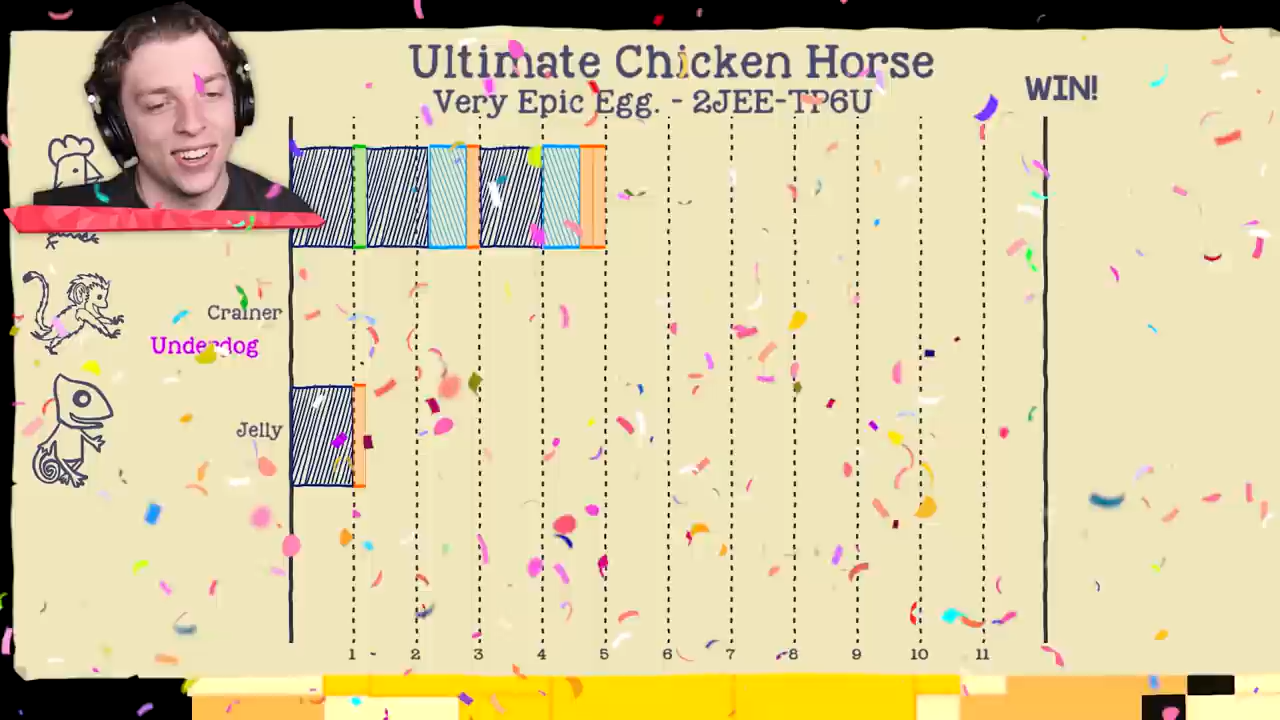 Ultimate Chicken Horse
Very Epic Egg. - 2JEE-TP6U
WIN!
Crainer
Underdog
Jelly
1 2 3 4 5 6 7 8 9 10 11